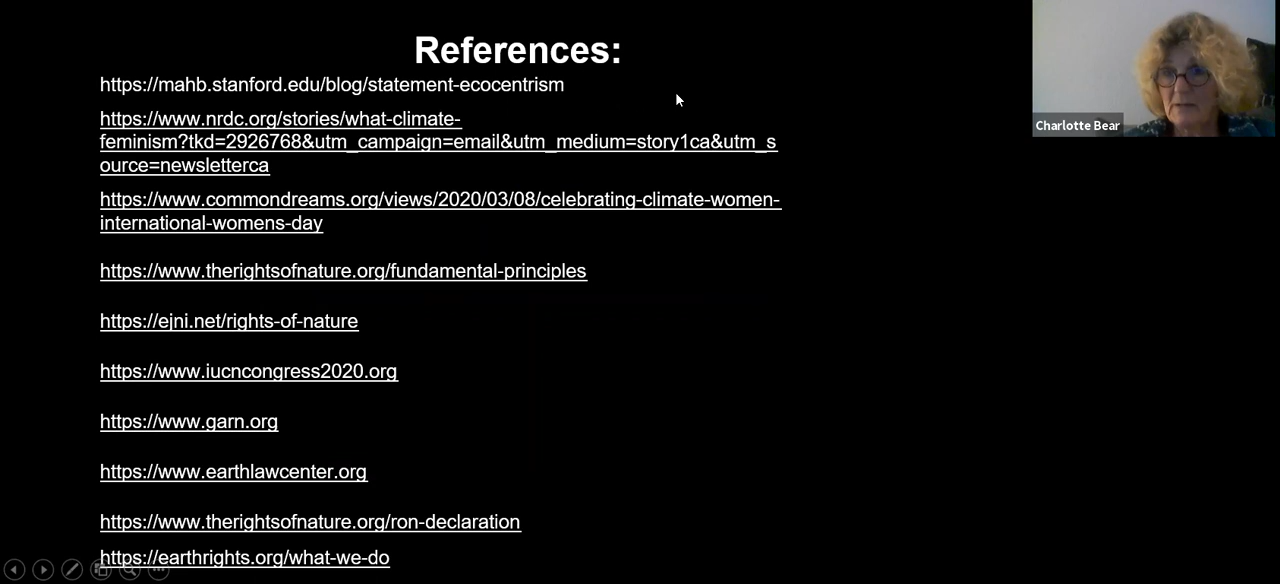 References:
https://mahb.stanford.edu/blog/statement-ecocentrism
https://www.nrdc.org/stories/what-climate-
feminism?tkd=2926768&utm_campaign=email&utm_medium=story1ca&utm_s
ource=newsletterca
https://www.commondreams.org/views/2020/03/08/celebrating-climate-women-
international-womens-day
https://www.therightsofnature.org/fundamental-principles
https://ejni.net/rights-of-nature
https://www.iucncongress2020.org
https://www.garn.org
https://www.earthlawcenter.org
https://www.therightsofnature.org/ron-declaration
https://earthrights.org/what-we-do
Charlotte Bear